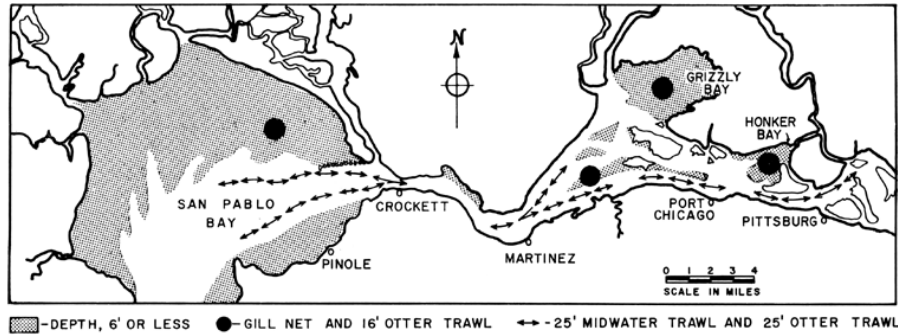 N
GRIZZLY
BAY
HONKER
BAY
SAN PABLO
BAY
CROCKETT
PORT
CHICAGO
PITTSBURG
PINOLE
MARTINEZ
0 1 2 3 4
SCALE IN MILES
-DEPTH, 6' OR LESS -GILL NET AND 16' OTTER TRAWL -25' MIDWATER TRAWL AND 25' OTTER TRAWL